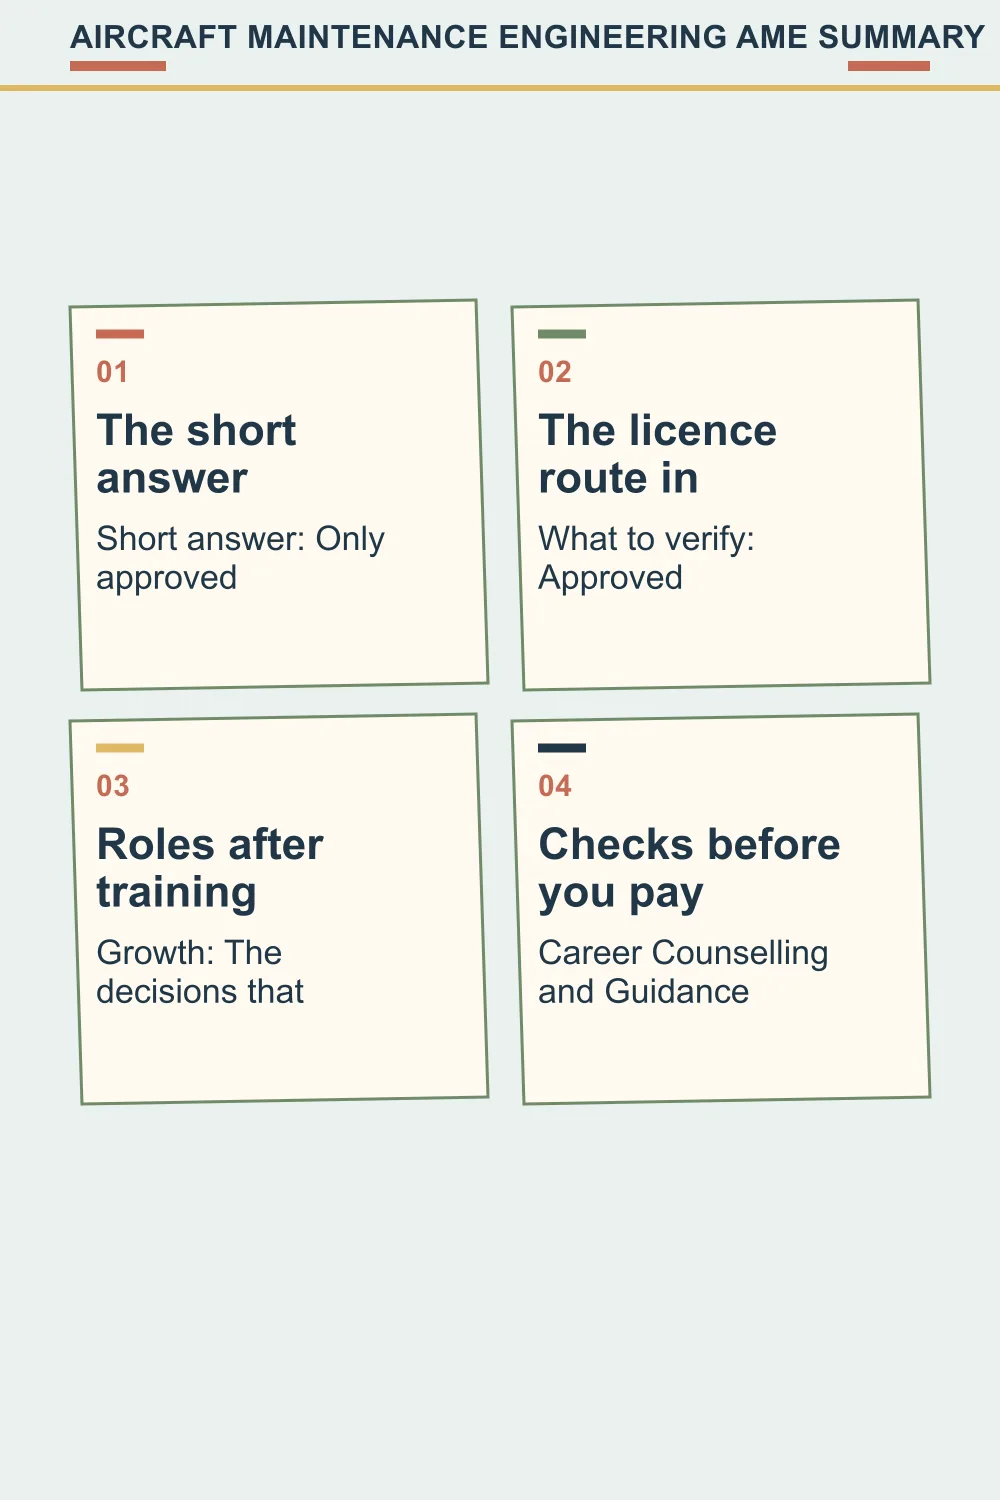 AIRCRAFT MAINTENANCE ENGINEERING AME SUMMARY
01
The short
answer
Short answer: Only
approved
02
The licence
route in
What to verify:
Approved
03
Roles after
training
Growth: The
decisions that
04
Checks before
you pay
Career Counselling
and Guidance